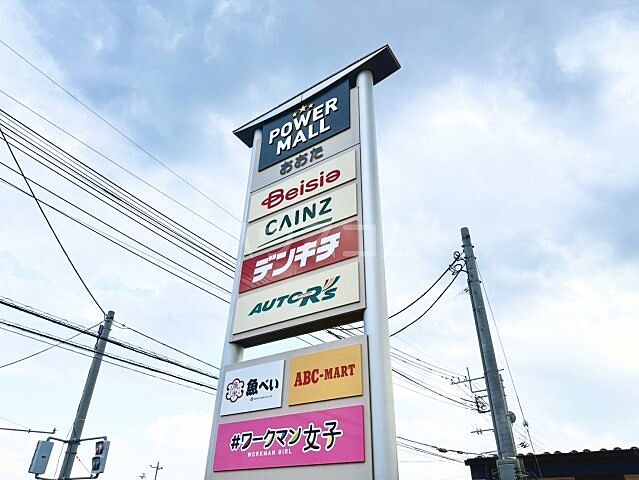 POWER
MALL
おおた
Beisia
CAINZ
デンキチ
AUTOR's
魚べい
ABC-MART
#ワークマン女子
WORKMAN GIRL